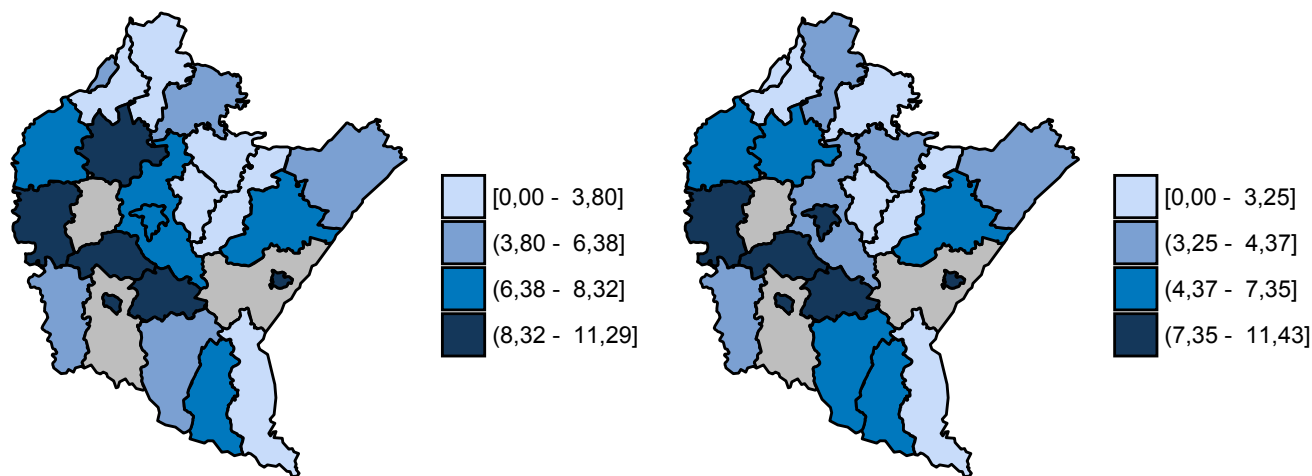 [0,00 - 3,80]
(3,80 - 6,38]
(6,38 - 8,32]
(8,32 - 11,29]
[0,00 - 3,25]
(3,25 - 4,37]
(4,37 - 7,35]
(7,35 - 11,43]